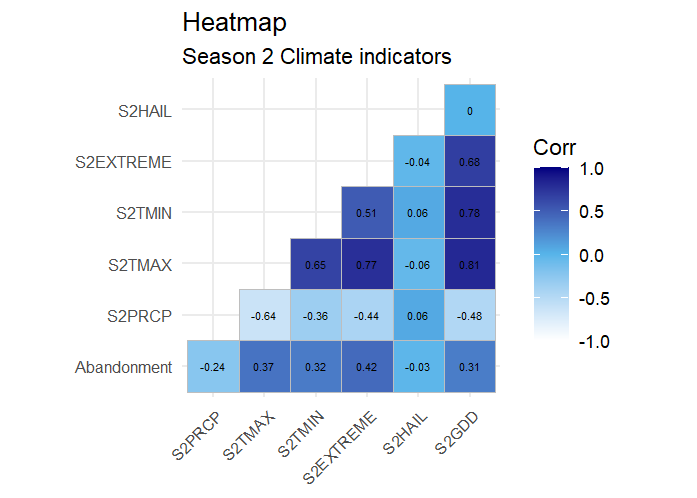 Heatmap
Season 2 Climate indicators
S2HAIL 0
S2EXTREME -0.04 0.68
S2TMIN 0.51 0.06 0.78
S2TMAX 0.65 0.77 -0.06 0.81
S2PRCP -0.64 -0.36 -0.44 0.06 -0.48
Abandonment -0.24 0.37 0.32 0.42 -0.03 0.31
S2PRCP S2TMAX S2TMIN S2EXTREME S2HAIL S2GDD
Corr
1.0
0.5
0.0
-0.5
-1.0